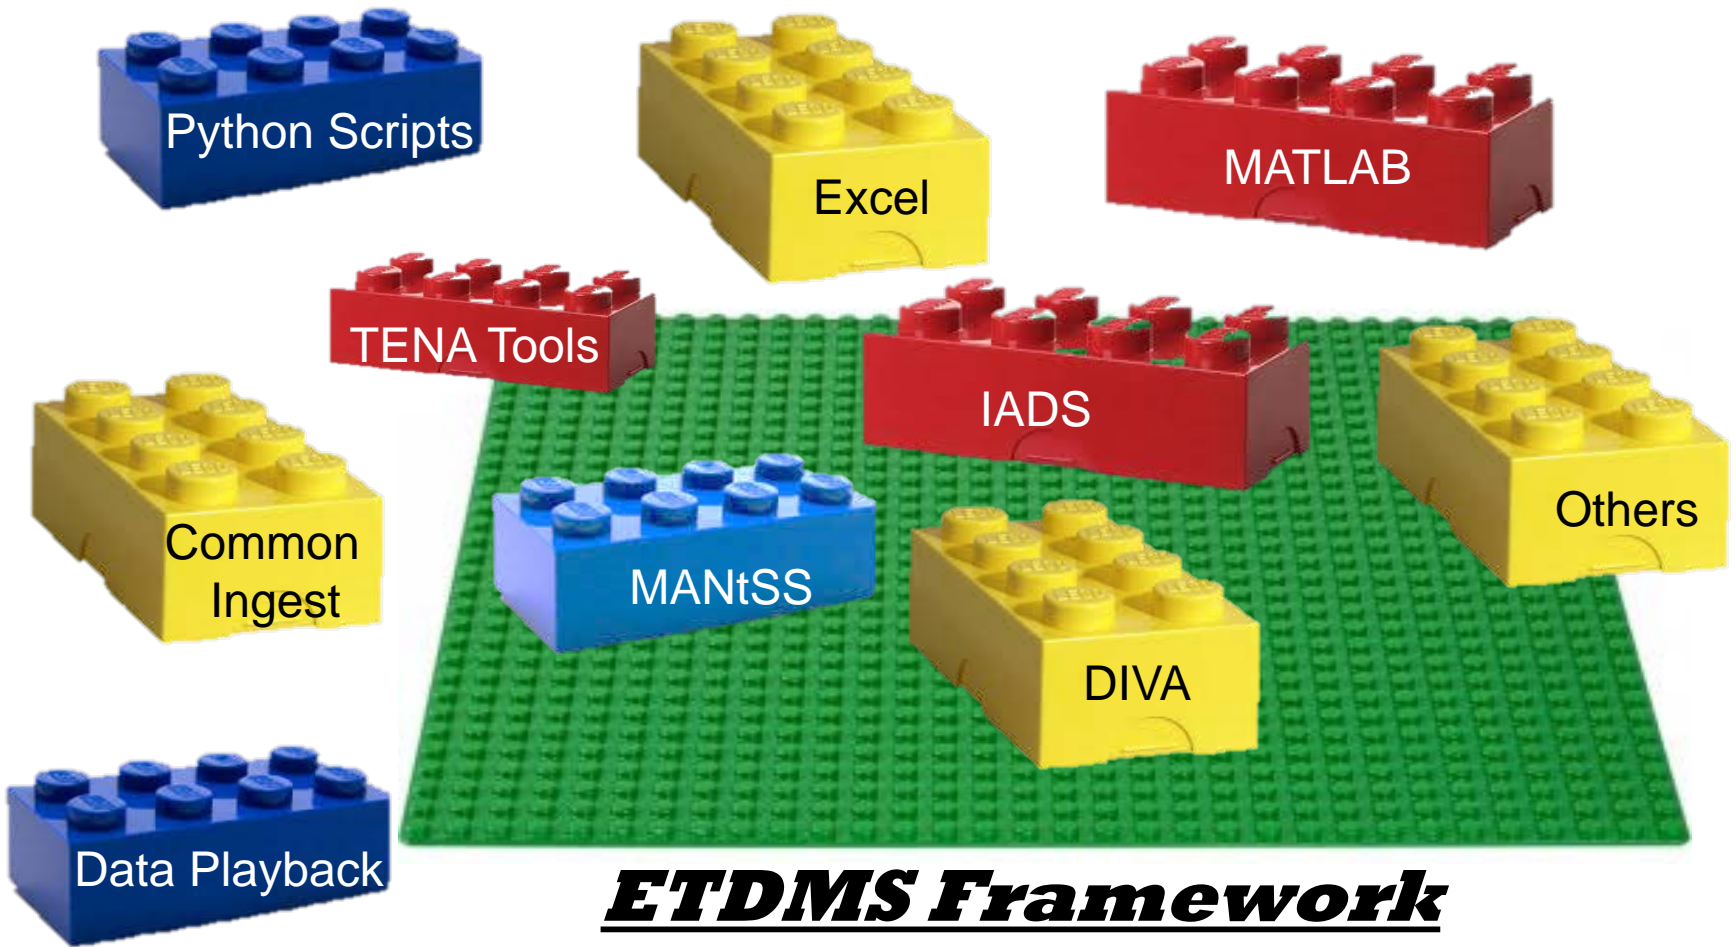 Python Scripts
Excel
MATLAB
TENA Tools
IADS
Others
Common
Ingest
MANtSS
DIVA
Data Playback
ETDMS Framework